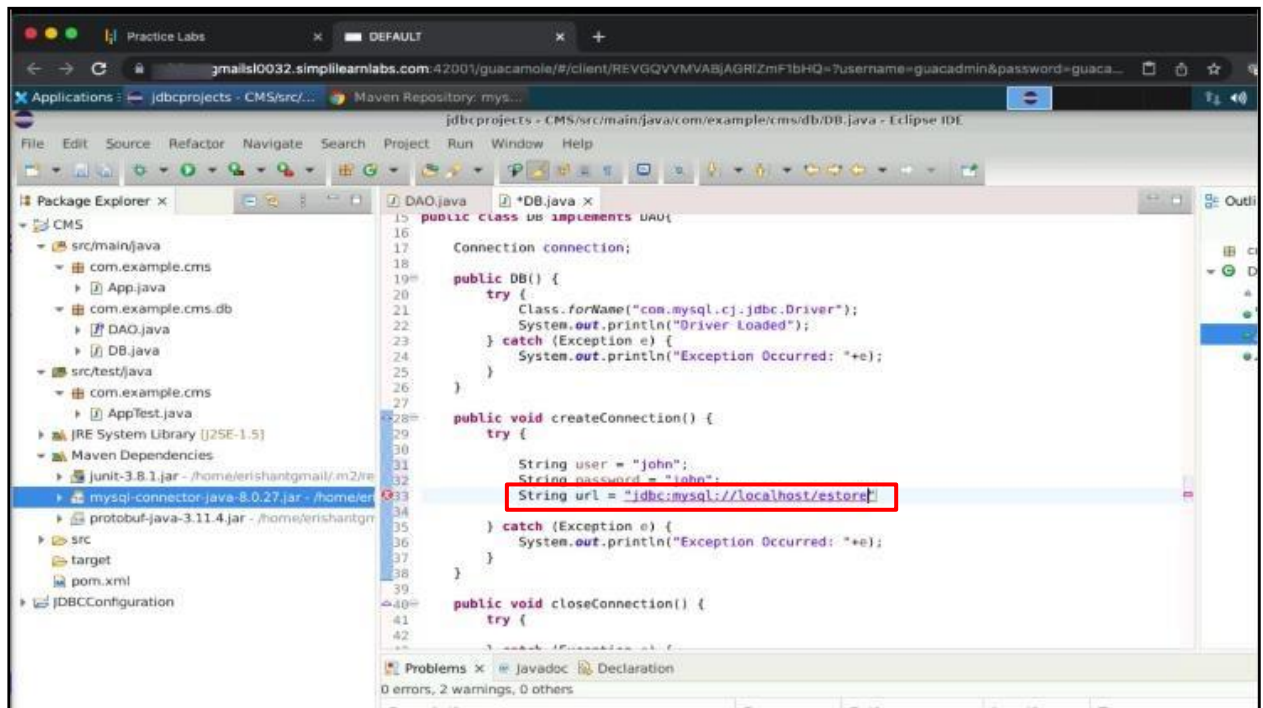 Practice Labs × DEFAULT × +
gmailsl0032.simplilearnlabs.com:42001/guacamole/#/client/REVGQVVMVABjAGRlZmF1bHQ=?username=guacadmin&password=guaca...
Applications jdbcprojects - CMS/src/... Maven Repository: mys...
jdbcprojects - CMS/src/main/java/com/example/cms/db/DB.java - Eclipse IDE
File Edit Source Refactor Navigate Search Project Run Window Help
Package Explorer × DAO.java *DB.java × Outli
CMS
src/main/java
com.example.cms
App.java
com.example.cms.db
DAO.java
DB.java
src/test/java
com.example.cms
AppTest.java
JRE System Library [J2SE-1.5]
Maven Dependencies
junit-3.8.1.jar - /home/erishantgmail/.m2/re
mysql-connector-java-8.0.27.jar - /home/eri
protobuf-java-3.11.4.jar - /home/erishantgm
src
target
pom.xml
JDBCConfiguration
15 public class DB implements DAO{
16
17 Connection connection;
18
19 public DB() {
20 try {
21 Class.forName("com.mysql.cj.jdbc.Driver");
22 System.out.println("Driver Loaded");
23 } catch (Exception e) {
24 System.out.println("Exception Occurred: "+e);
25 }
26 }
27
28 public void createConnection() {
29 try {
30
31 String user = "john";
32 String password = "john";
33 String url = "jdbc:mysql://localhost/estore"
34
35 } catch (Exception e) {
36 System.out.println("Exception Occurred: "+e);
37 }
38 }
39
40 public void closeConnection() {
41 try {
42
Problems × Javadoc Declaration
0 errors, 2 warnings, 0 others